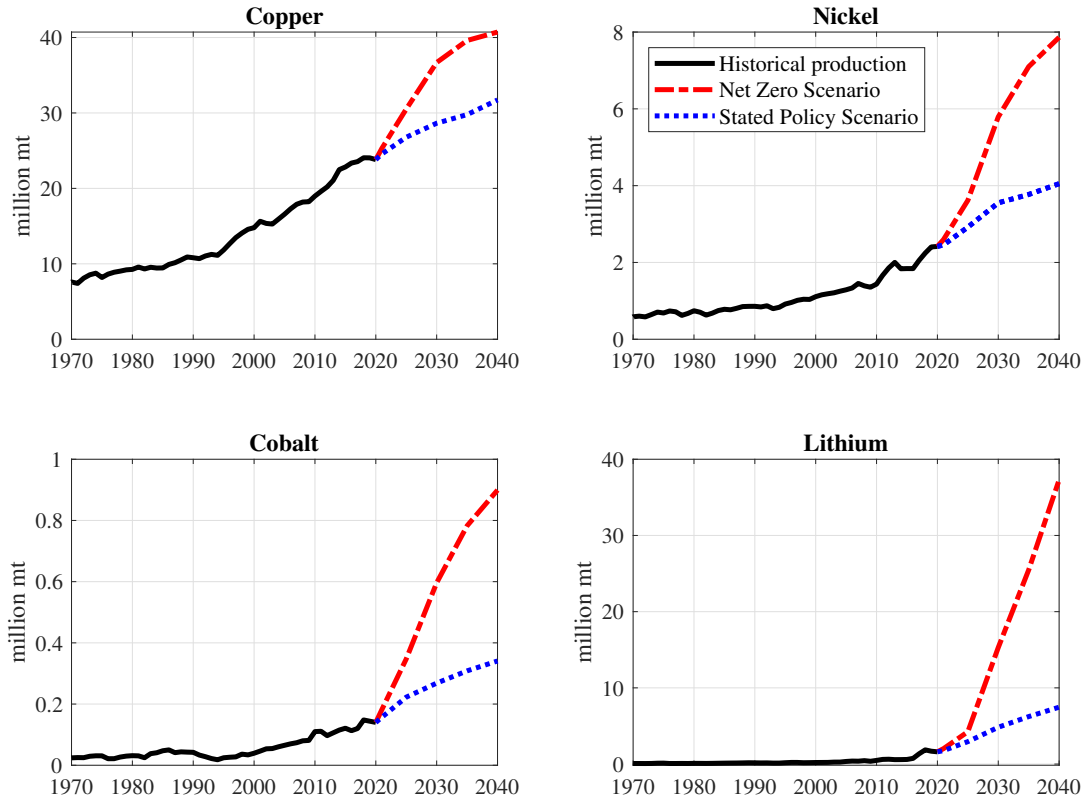 Copper
million mt
40
30
20
10
0
1970 1980 1990 2000 2010 2020 2030 2040
Nickel
million mt
8
6
4
2
0
Historical production
Net Zero Scenario
Stated Policy Scenario
1970 1980 1990 2000 2010 2020 2030 2040
Cobalt
million mt
1
0.8
0.6
0.4
0.2
0
1970 1980 1990 2000 2010 2020 2030 2040
Lithium
million mt
40
30
20
10
0
1970 1980 1990 2000 2010 2020 2030 2040